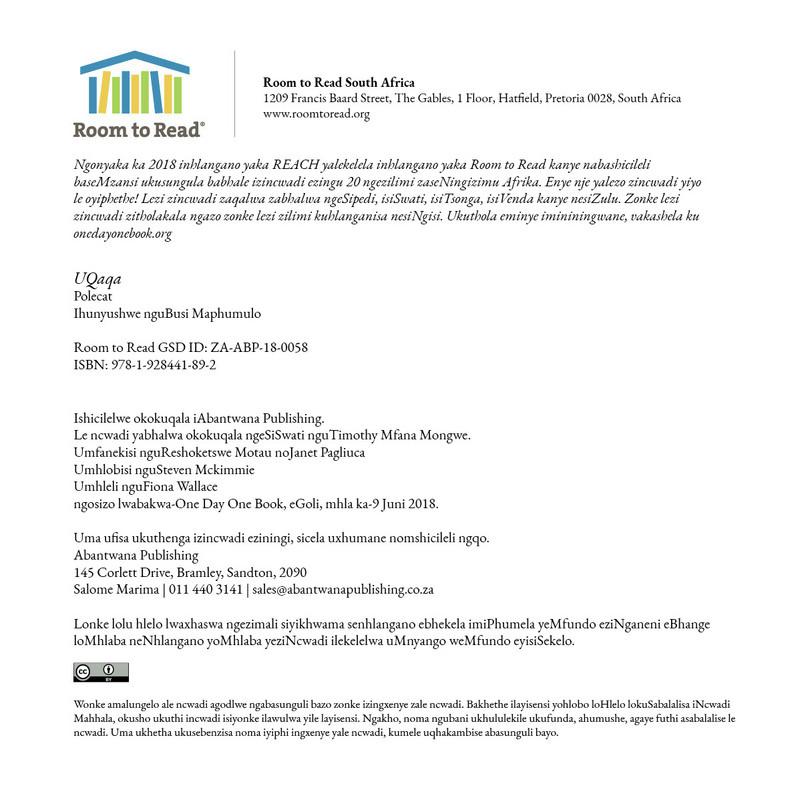 Room to Read®
Room to Read South Africa
1209 Francis Baard Street, The Gables, 1 Floor, Hatfield, Pretoria 0028, South Africa
www.roomtoread.org
Ngonyaka ka 2018 inhlangano yaka REACH yalekelela inhlangano yaka Room to Read kanye nabashicileli
baseMzansi ukusungula babhale izincwadi ezingu 20 ngezilimi zaseNingizimu Afrika. Enye nje yalezo zincwadi yiyo
le oyiphethe! Lezi zincwadi zaqalwa zabhalwa ngeSipedi, isiSwati, isiTsonga, isiVenda kanye nesiZulu. Zonke lezi
zincwadi zitholakala ngazo zonke lezi zilimi kuhlanganisa nesiNgisi. Ukuthola eminye imininingwane, vakashela ku
onedayonebook.org
UQaqa
Polecat
Ihunyushwe nguBusi Maphumulo
Room to Read GSD ID: ZA-ABP-18-0058
ISBN: 978-1-928441-89-2
Ishicilelwe okokuqala iAbantwana Publishing.
Le ncwadi yabhalwa okokuqala ngeSiSwati nguTimothy Mfana Mongwe.
Umfanekisi nguReshoketswe Motau noJanet Pagliuca
Umhlobisi nguSteven Mckimmie
Umhleli nguFiona Wallace
ngosizo lwabakwa-One Day One Book, eGoli, mhla ka-9 Juni 2018.
Uma ufisa ukuthenga izincwadi eziningi, sicela uxhumane nomshicileli ngqo.
Abantwana Publishing
145 Corlett Drive, Bramley, Sandton, 2090
Salome Marima | 011 440 3141 | sales@abantwanapublishing.co.za
Lonke lolu hlelo lwaxhaswa ngezimali siyikhwama senhlangano ebhekela imiPhumela yeMfundo eziNganeni eBhange
loMhlaba neNhlangano yoMhlaba yeziNcwadi ilekelelwa uMnyango weMfundo eyisiSekelo.
cc BY
Wonke amalungelo ale ncwadi agodlwe ngabasunguli bazo zonke izingxenye zale ncwadi. Bakhethe ilayisensi yohlobo loHlelo lokuSabalalisa iNcwadi
Mahhala, okusho ukuthi incwadi isiyonke ilawulwa yile layisensi. Ngakho, noma ngubani ukhululekile ukufunda, ahumushe, agaye futhi asabalalise le
ncwadi. Uma ukhetha ukusebenzisa noma iyiphi ingxenye yale ncwadi, kumele uqhakambise abasunguli bayo.